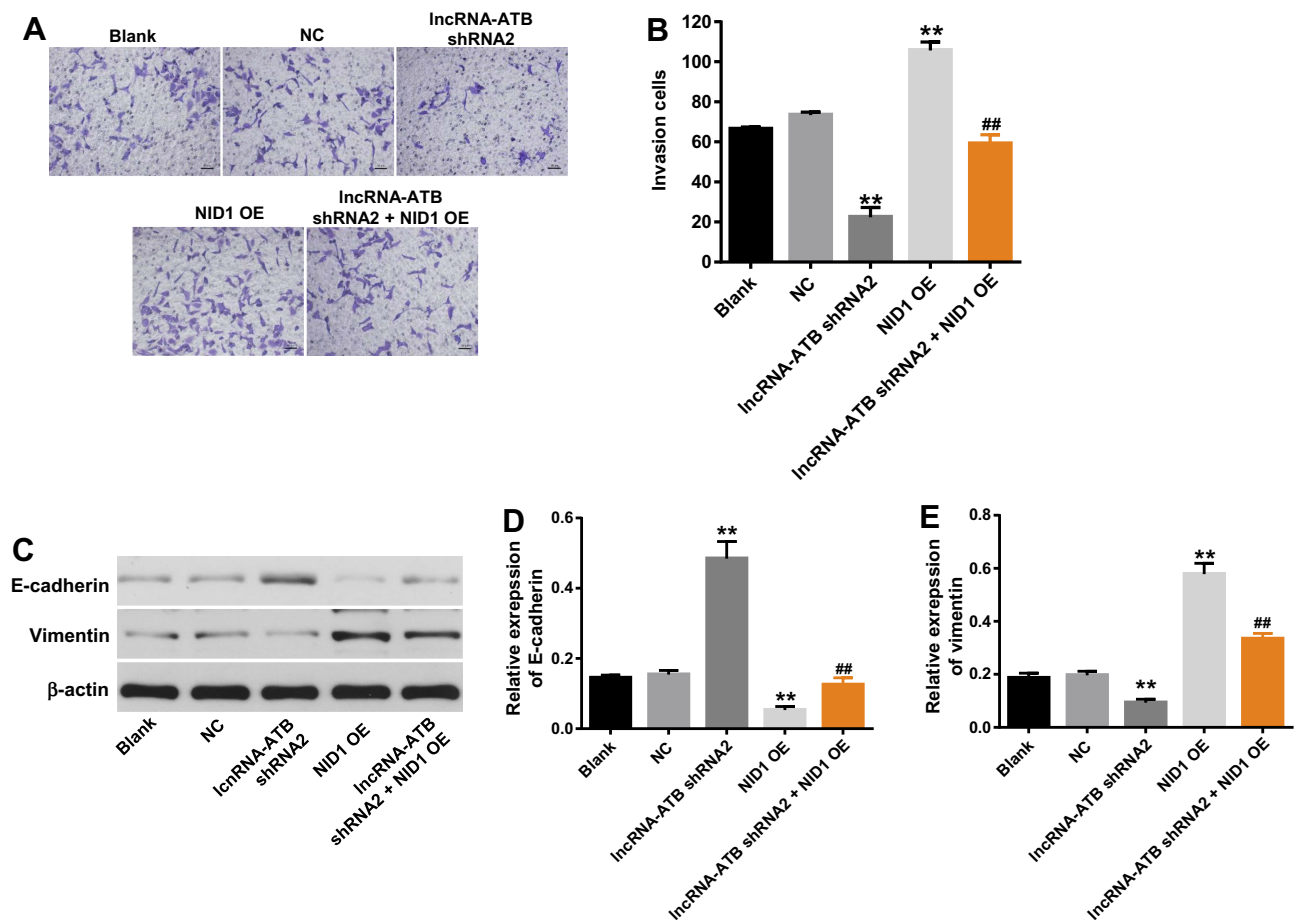 A
Blank
NC
lncRNA-ATB
shRNA2
NID1 OE
lncRNA-ATB
shRNA2 + NID1 OE
B
Invasion cells
120
100
80
60
40
20
0
**
**
##
Blank
NC
lncRNA-ATB shRNA2
NID1 OE
lncRNA-ATB shRNA2 + NID1 OE
C
E-cadherin
Vimentin
β-actin
Blank
NC
lcnRNA-ATB
shRNA2
NID1 OE
lncRNA-ATB
shRNA2 + NID1 OE
D
Relative exrepssion
of E-cadherin
0.6
0.4
0.2
0.0
**
**
##
Blank
NC
lncRNA-ATB shRNA2
NID1 OE
lncRNA-ATB shRNA2 + NID1 OE
E
Relative exrepssion
of vimentin
0.8
0.6
0.4
0.2
0.0
**
**
##
Blank
NC
lncRNA-ATB shRNA2
NID1 OE
lncRNA-ATB shRNA2 + NID1 OE